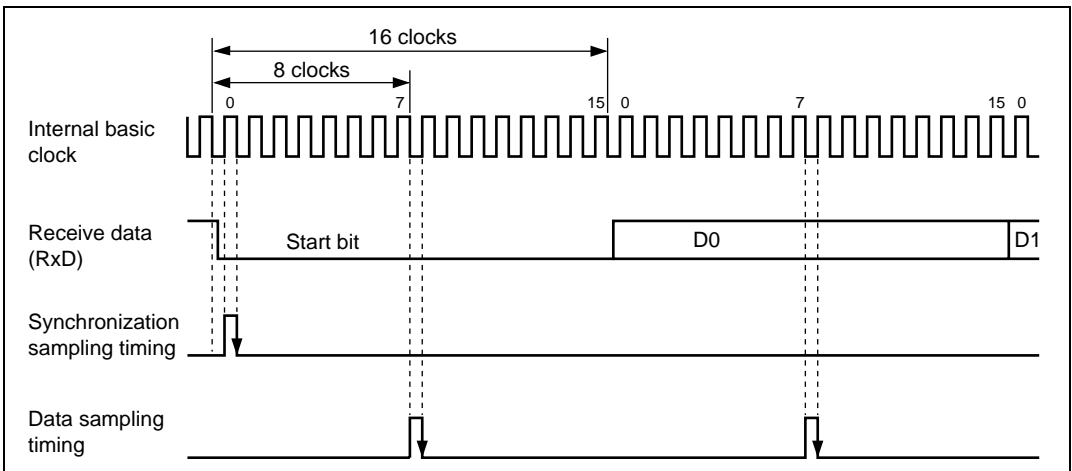 16 clocks
8 clocks
0 7 15 0 7 15 0
Internal basic
clock
Receive data
(RxD)
Start bit D0 D1
Synchronization
sampling timing
Data sampling
timing